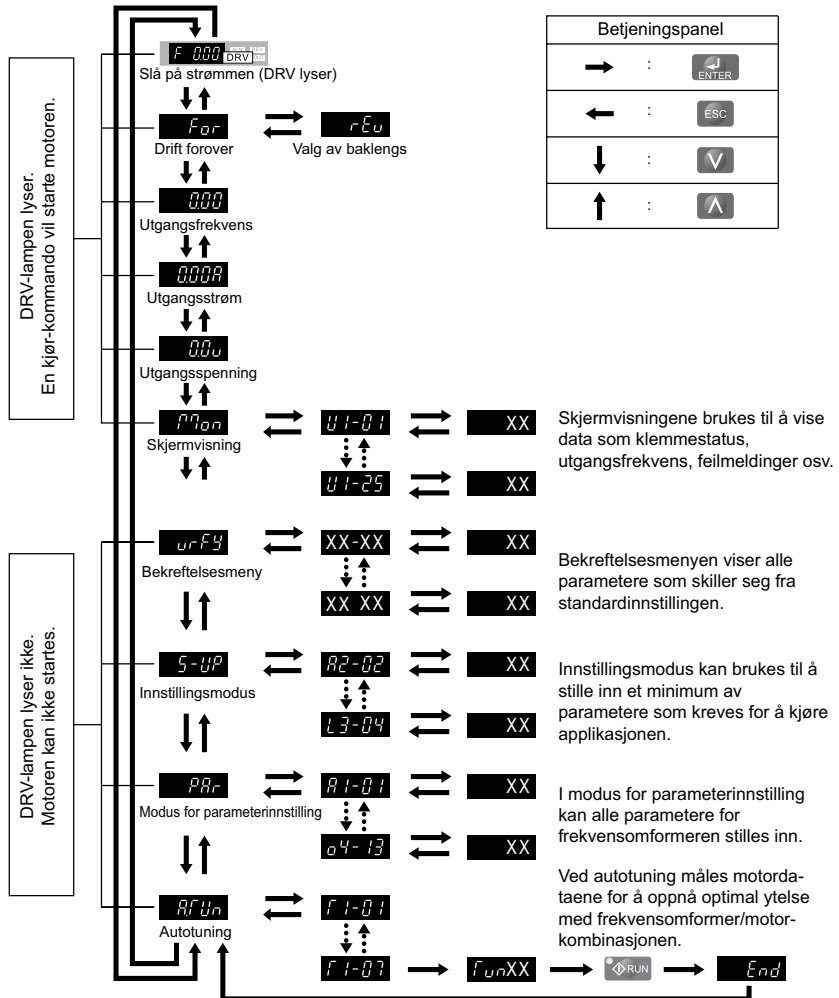 F 0.00
DRV
Slå på strømmen (DRV lyser)
For
Drift forover
rEv
Valg av baklengs
0.00
Utgangsfrekvens
0.00A
Utgangsstrøm
0.0v
Utgangsspenning
Mon
Skjermvisning
U1-01
XX
U1-25
XX
Skjermvisningene brukes til å vise
data som klemmestatus,
utgangsfrekvens, feilmeldinger osv.
DRV-lampen lyser.
En kjør-kommando vil starte motoren.
Betjeningspanel
:
ENTER
:
ESC
:
V
:
Λ
vrFy
Bekreftelsesmeny
XX-XX
XX
XX XX
XX
Bekreftelsesmenyen viser alle
parametere som skiller seg fra
standardinnstillingen.
S-UP
Innstillingsmodus
A2-02
XX
L3-04
XX
Innstillingsmodus kan brukes til å
stille inn et minimum av
parametere som kreves for å kjøre
applikasjonen.
PAr
Modus for parameterinnstilling
A1-01
XX
o4-13
XX
I modus for parameterinnstilling
kan alle parametere for
frekvensomformeren stilles inn.
A.TUn
Autotuning
T1-01
T1-07
TunXX
RUN
End
Ved autotuning måles motorda-
taene for å oppnå optimal ytelse
med frekvensomformer/motor-
kombinasjonen.
DRV-lampen lyser ikke.
Motoren kan ikke startes.